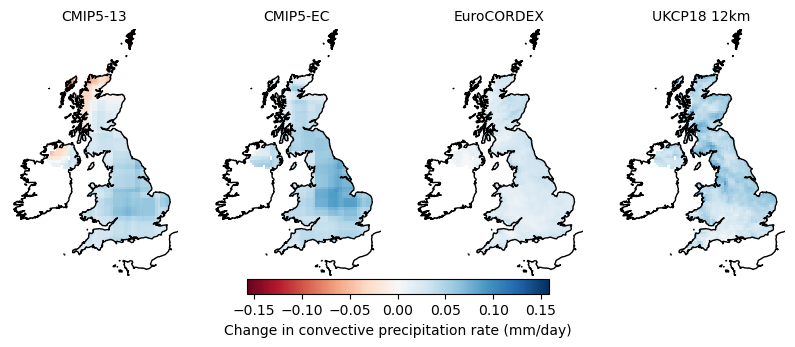 CMIP5-13 CMIP5-EC EuroCORDEX UKCP18 12km
−0.15 −0.10 −0.05 0.00 0.05 0.10 0.15
Change in convective precipitation rate (mm/day)